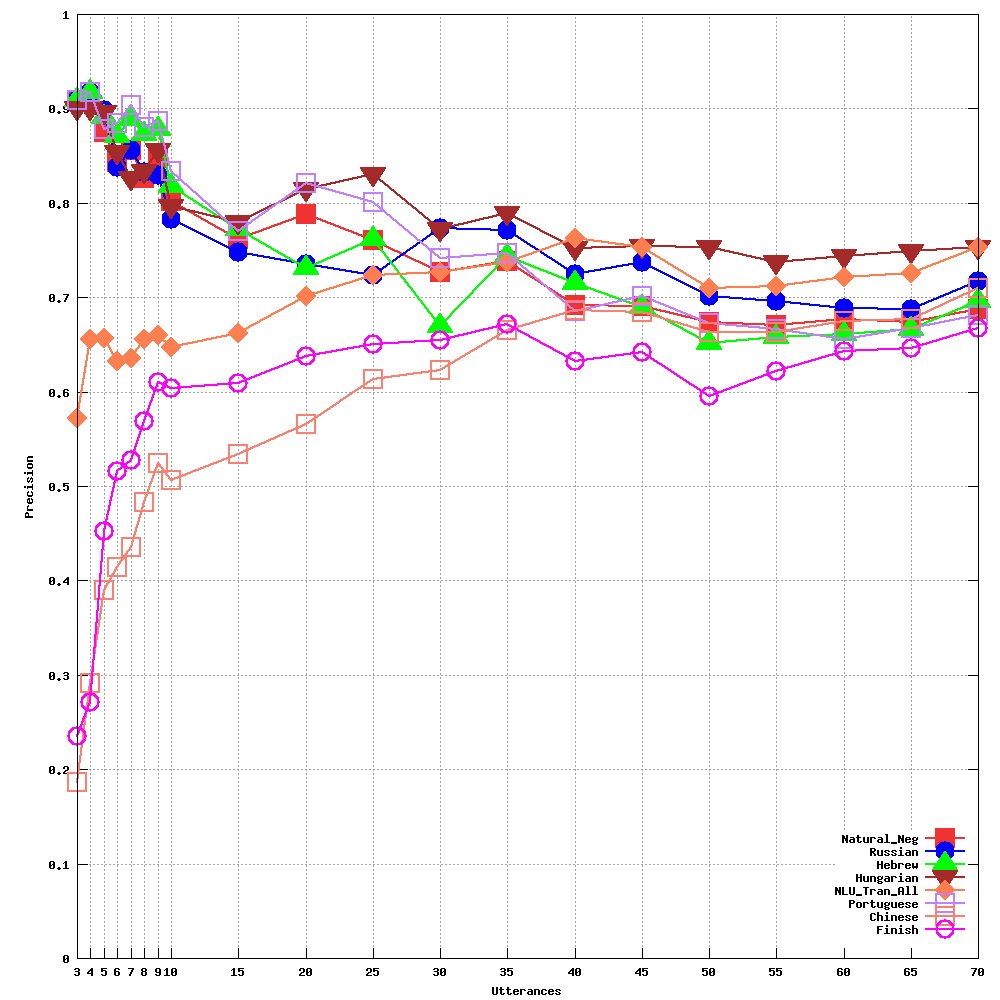 1
0.9
0.8
0.7
0.6
0.5
0.4
0.3
0.2
0.1
0
Precision
3 4 5 6 7 8 9 10 15 20 25 30 35 40 45 50 55 60 65 70
Utterances
Natural_Neg
Russian
Hebrew
Hungarian
NLU_Tran_All
Portuguese
Chinese
Finish